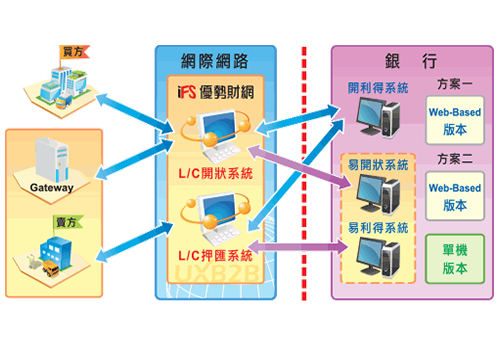 買方
Gateway
賣方
網際網路
iFS 優勢財網
L/C開狀系統
L/C押匯系統
UXB2B
銀 行
開利得系統
方案一
Web-Based
版本
易開狀系統
方案二
Web-Based
版本
易利得系統
單機
版本